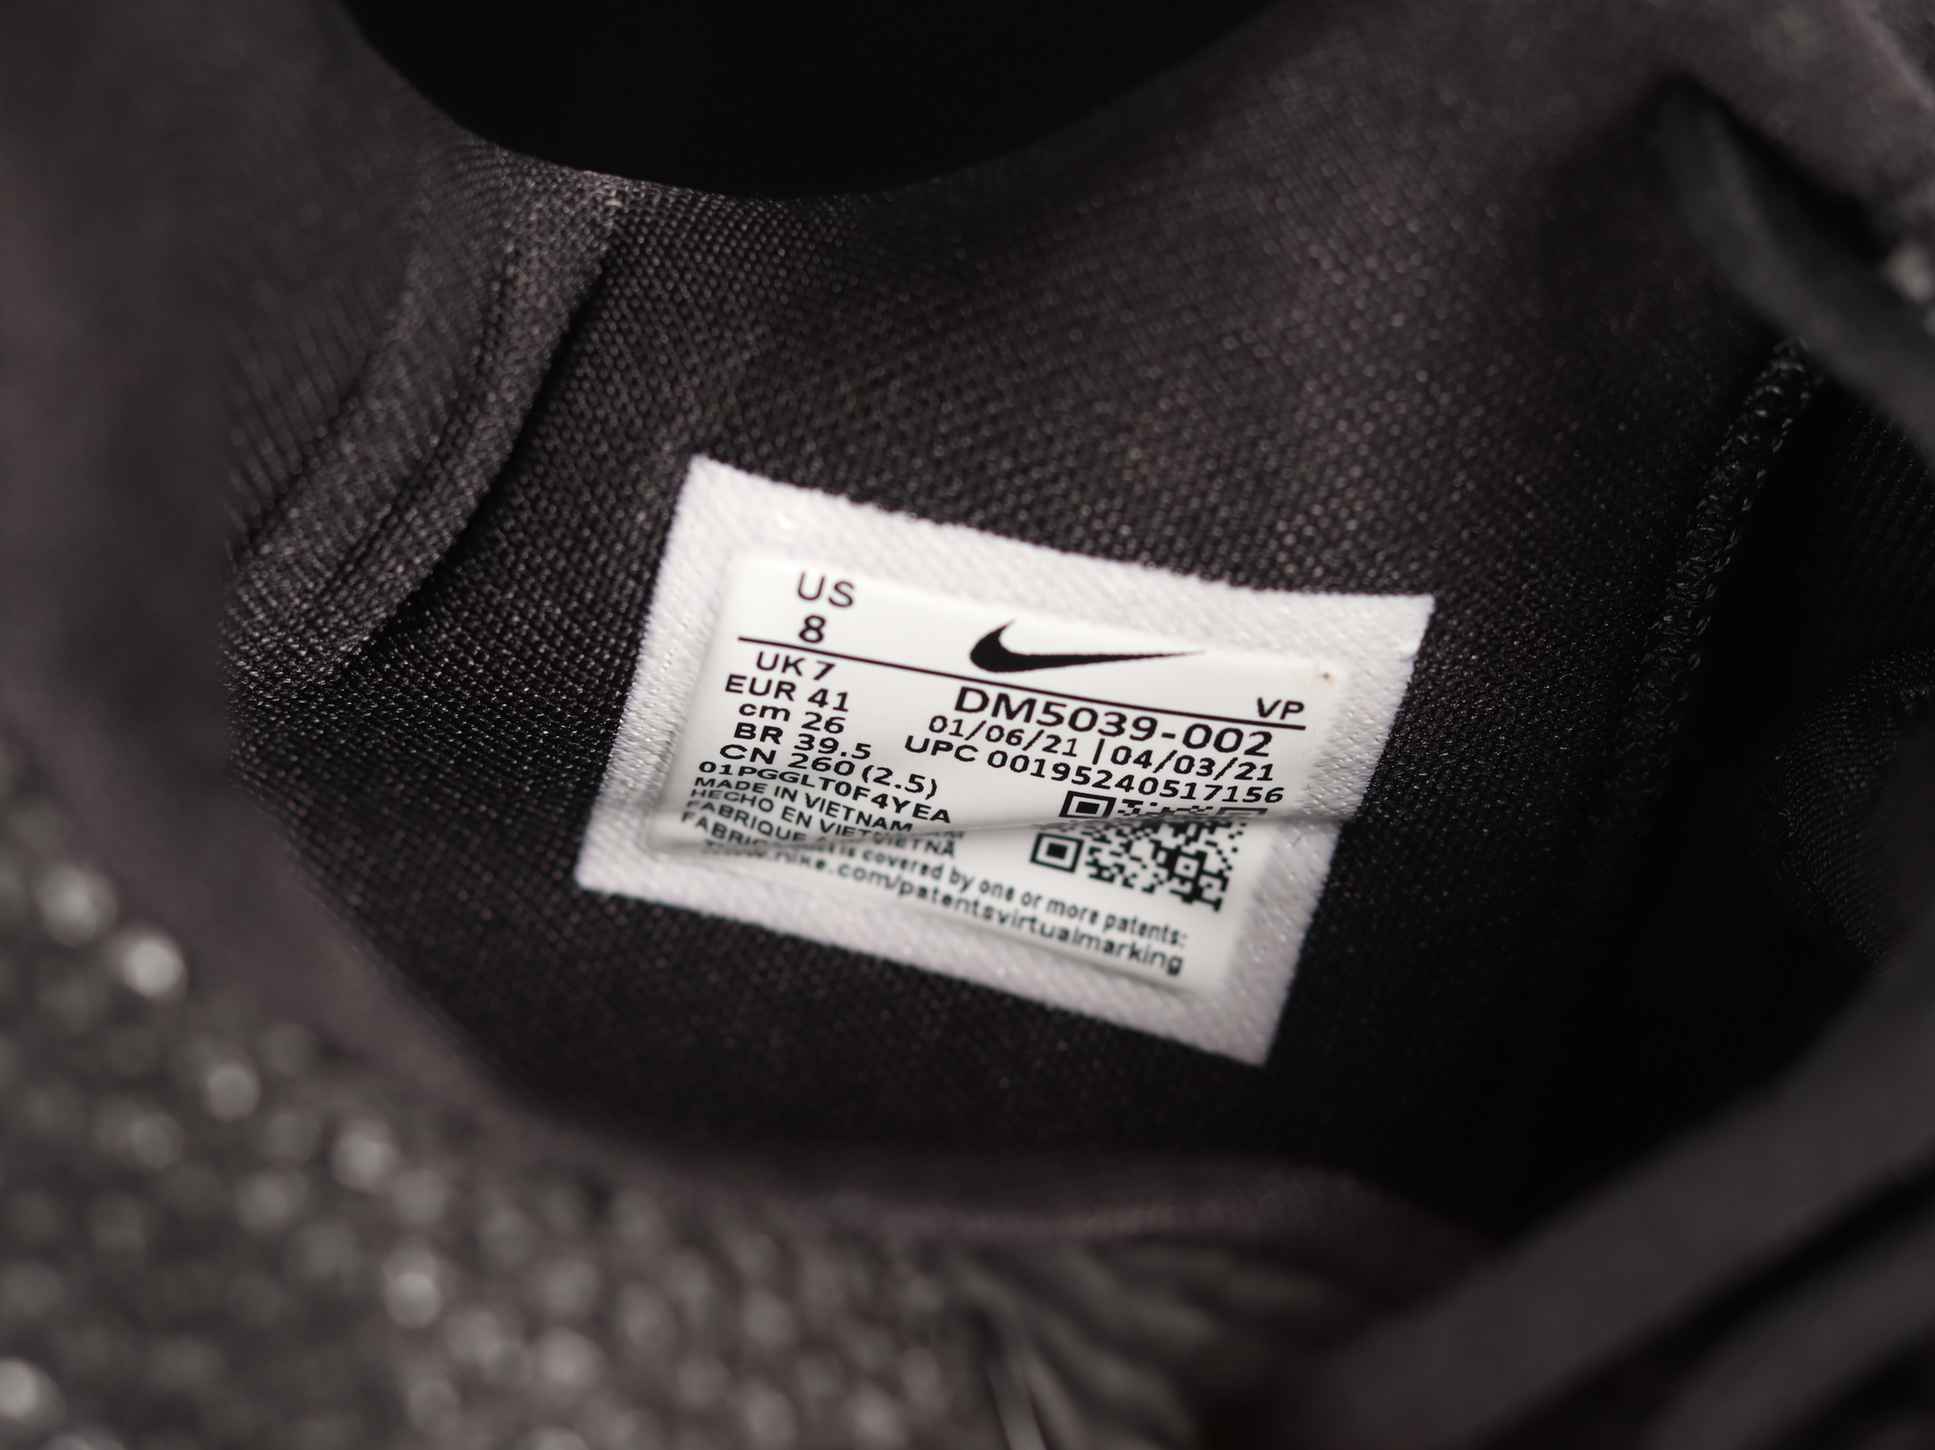 US
8
VP
UK 7
EUR 41
cm 26
BR 39.5
CN 260 (2.5)
DM5039-002
01/06/21 | 04/03/21
UPC 00195240517156
01PGGLT0F4YEA
MADE IN VIETNAM
HECHO EN VIETNAM
FABRIQUE
is covered by one or more patents:
www.nike.com/patentsvirtualmarking